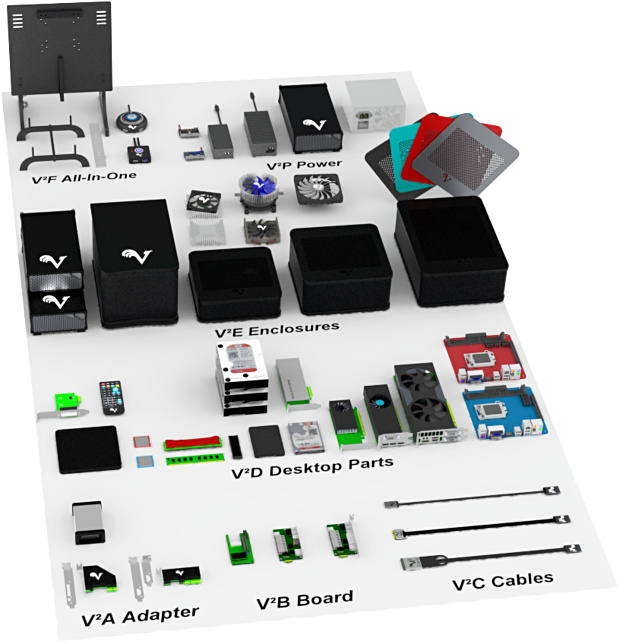 V²F All-In-One
V²P Power
V²E Enclosures
V²D Desktop Parts
V²A Adapter
V²B Board
V²C Cables